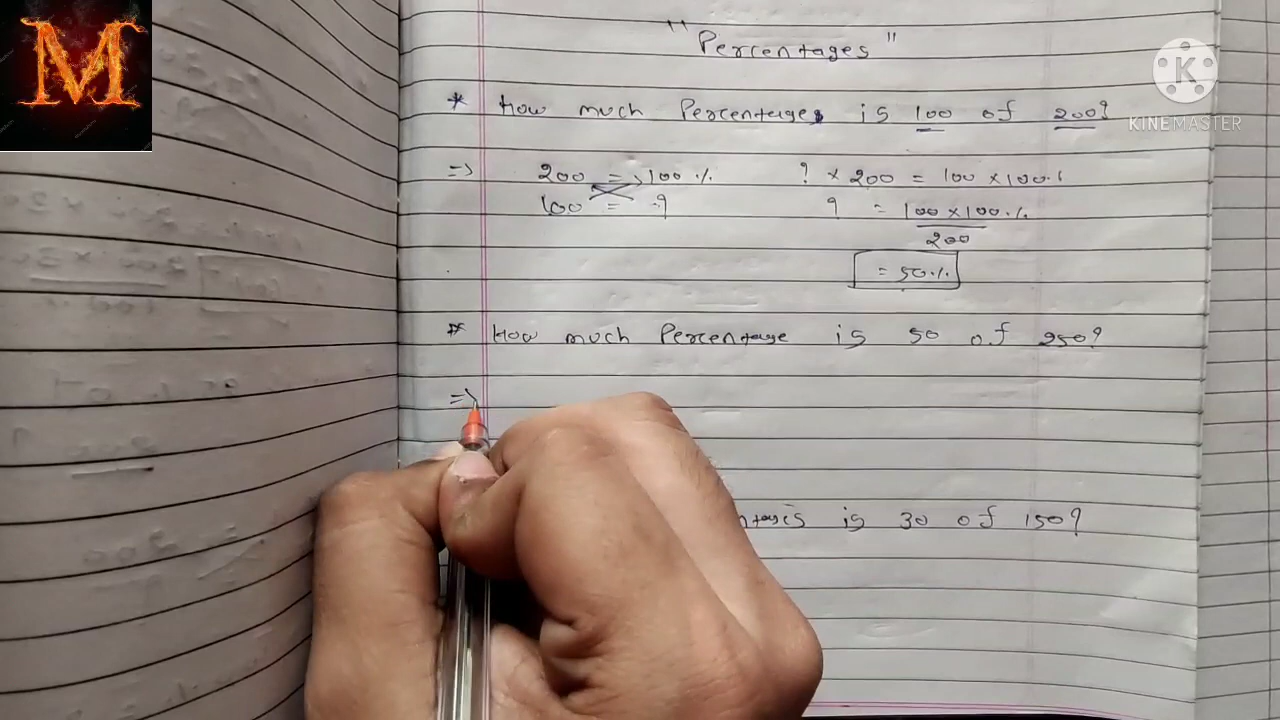 M
"Percentages"
KINEMASTER
* How much Percentages is 100 of 200?
=> 200 => 100 % ? × 200 = 100 × 100 %
100 = ? ? = 100 × 100 %
200
= 50 %
* How much Percentage is 50 of 250?
=>
is 30 of 150?